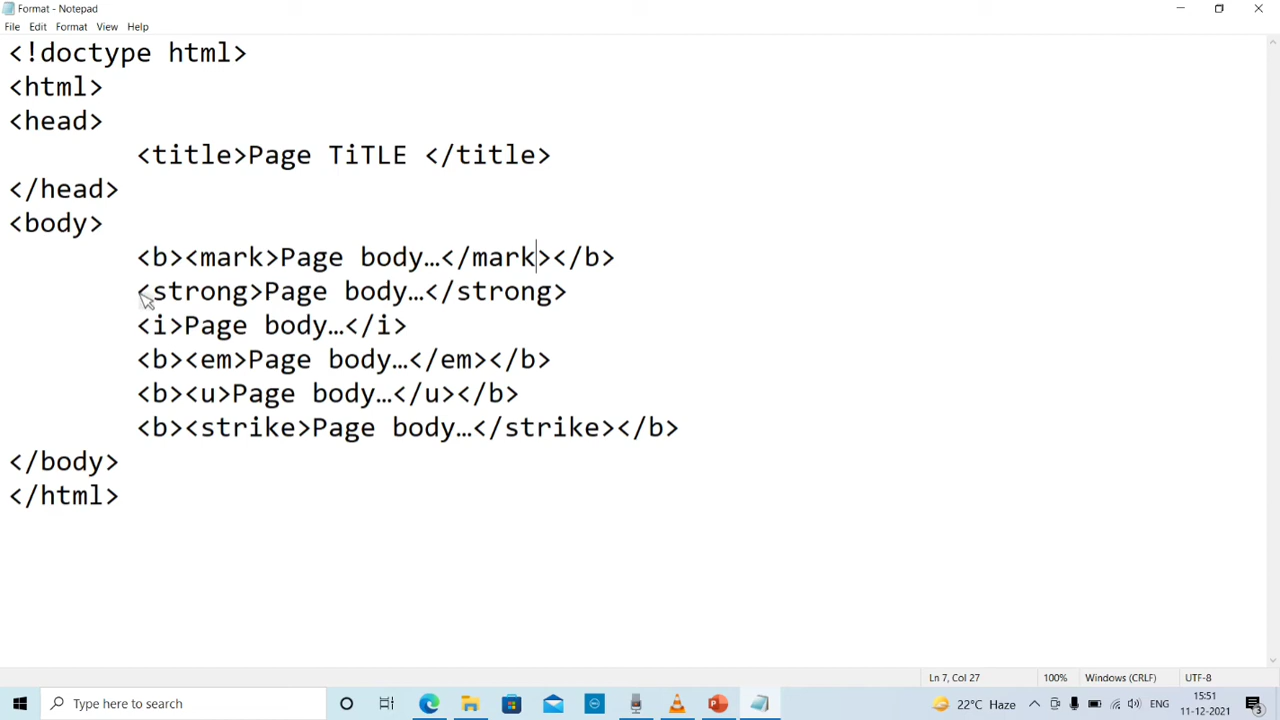 Format - Notepad
File Edit Format View Help
<!doctype html>
<html>
<head>
<title>Page TiTLE </title>
</head>
<body>
<b><mark>Page body…</mark></b>
<strong>Page body…</strong>
<i>Page body…</i>
<b><em>Page body…</em></b>
<b><u>Page body…</u></b>
<b><strike>Page body…</strike></b>
</body>
</html>
Ln 7, Col 27 100% Windows (CRLF) UTF-8
Type here to search 22°C Haze ENG 15:51
11-12-2021 3